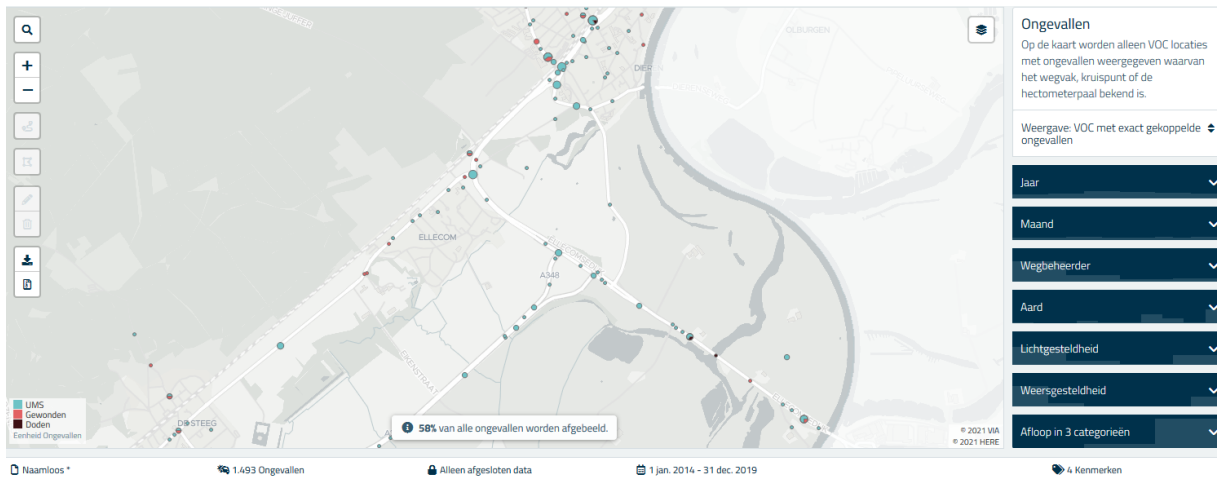 OLBURGEN
DIER
ELLECOM
A348
DE STEEG
UMS
Gewonden
Doden
Eenheid Ongevallen
58% van alle ongevallen worden afgebeeld.
© 2021 VIA
© 2021 HERE
Ongevallen
Op de kaart worden alleen VOC locaties
met ongevallen weergegeven waarvan
het wegvak, kruispunt of de
hectometerpaal bekend is.
Weergave: VOC met exact gekoppelde
ongevallen
Jaar
Maand
Wegbeheerder
Aard
Lichtgesteldheid
Weersgesteldheid
Afloop in 3 categorieën
Naamloos *
1.493 Ongevallen
Alleen afgesloten data
1 jan. 2014 - 31 dec. 2019
4 Kenmerken